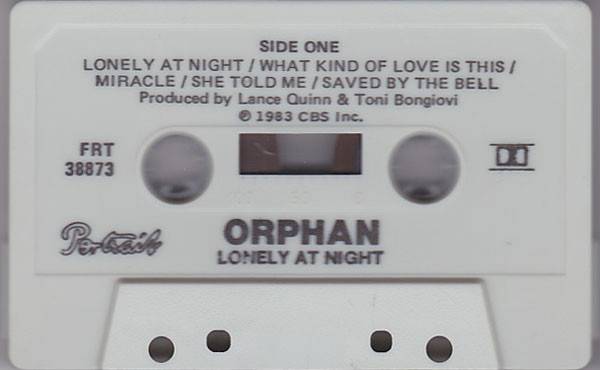 SIDE ONE
LONELY AT NIGHT / WHAT KIND OF LOVE IS THIS /
MIRACLE / SHE TOLD ME / SAVED BY THE BELL
Produced by Lance Quinn & Toni Bongiovi
℗ 1983 CBS Inc.
FRT
38873
Portrait
ORPHAN
LONELY AT NIGHT